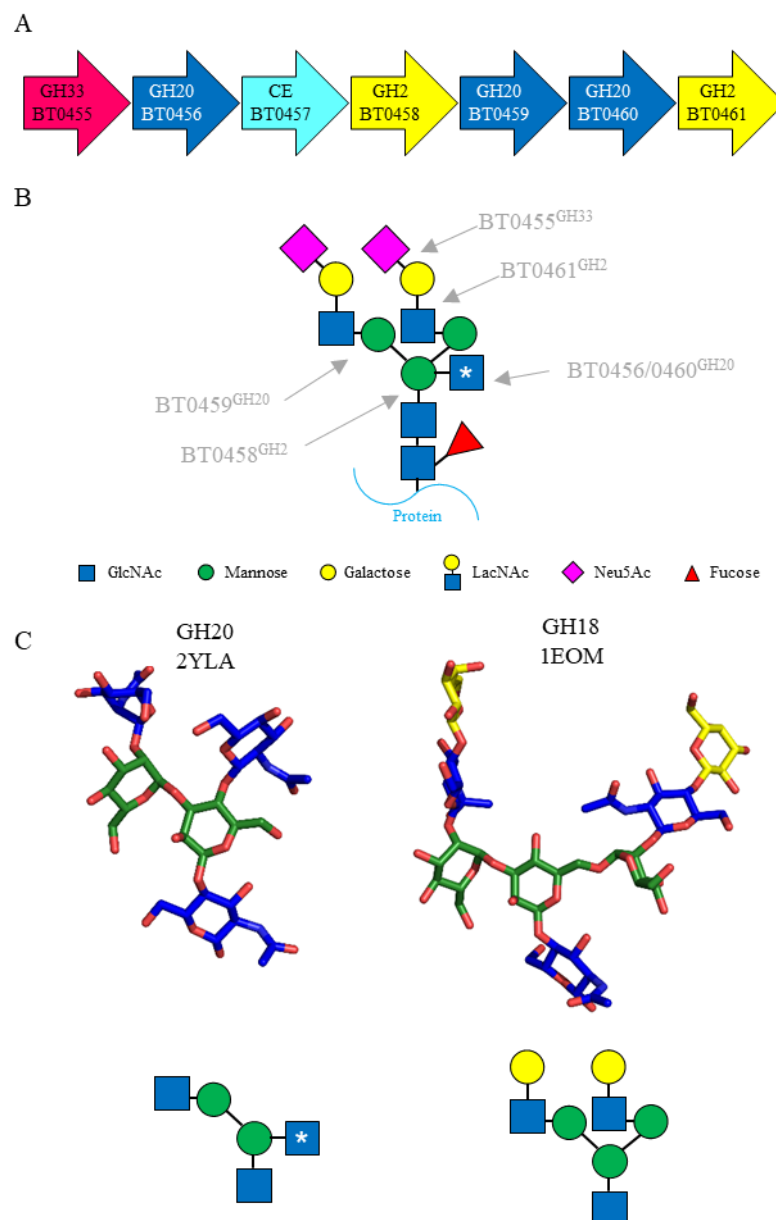 A
GH33 BT0455
GH20 BT0456
CE BT0457
GH2 BT0458
GH20 BT0459
GH20 BT0460
GH2 BT0461
B
BT0455GH33
BT0461GH2
*
BT0456/0460GH20
BT0459GH20
BT0458GH2
Protein
GlcNAc
Mannose
Galactose
LacNAc
Neu5Ac
Fucose
C
GH20
2YLA
GH18
1EOM
*